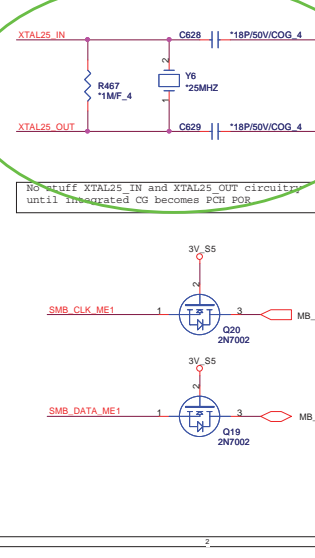 XTAL25_IN
C628
*18P/50V/COG_4
2
R467
*1M/F_4
Y6
*25MHZ
1
XTAL25_OUT
C629
*18P/50V/COG_4
No stuff XTAL25_IN and XTAL25_OUT circuitry
until integrated CG becomes PCH POR
3V_S5
2
SMB_CLK_ME1
1
3
MB_
Q20
2N7002
3V_S5
2
SMB_DATA_ME1
1
3
MB_
Q19
2N7002
2